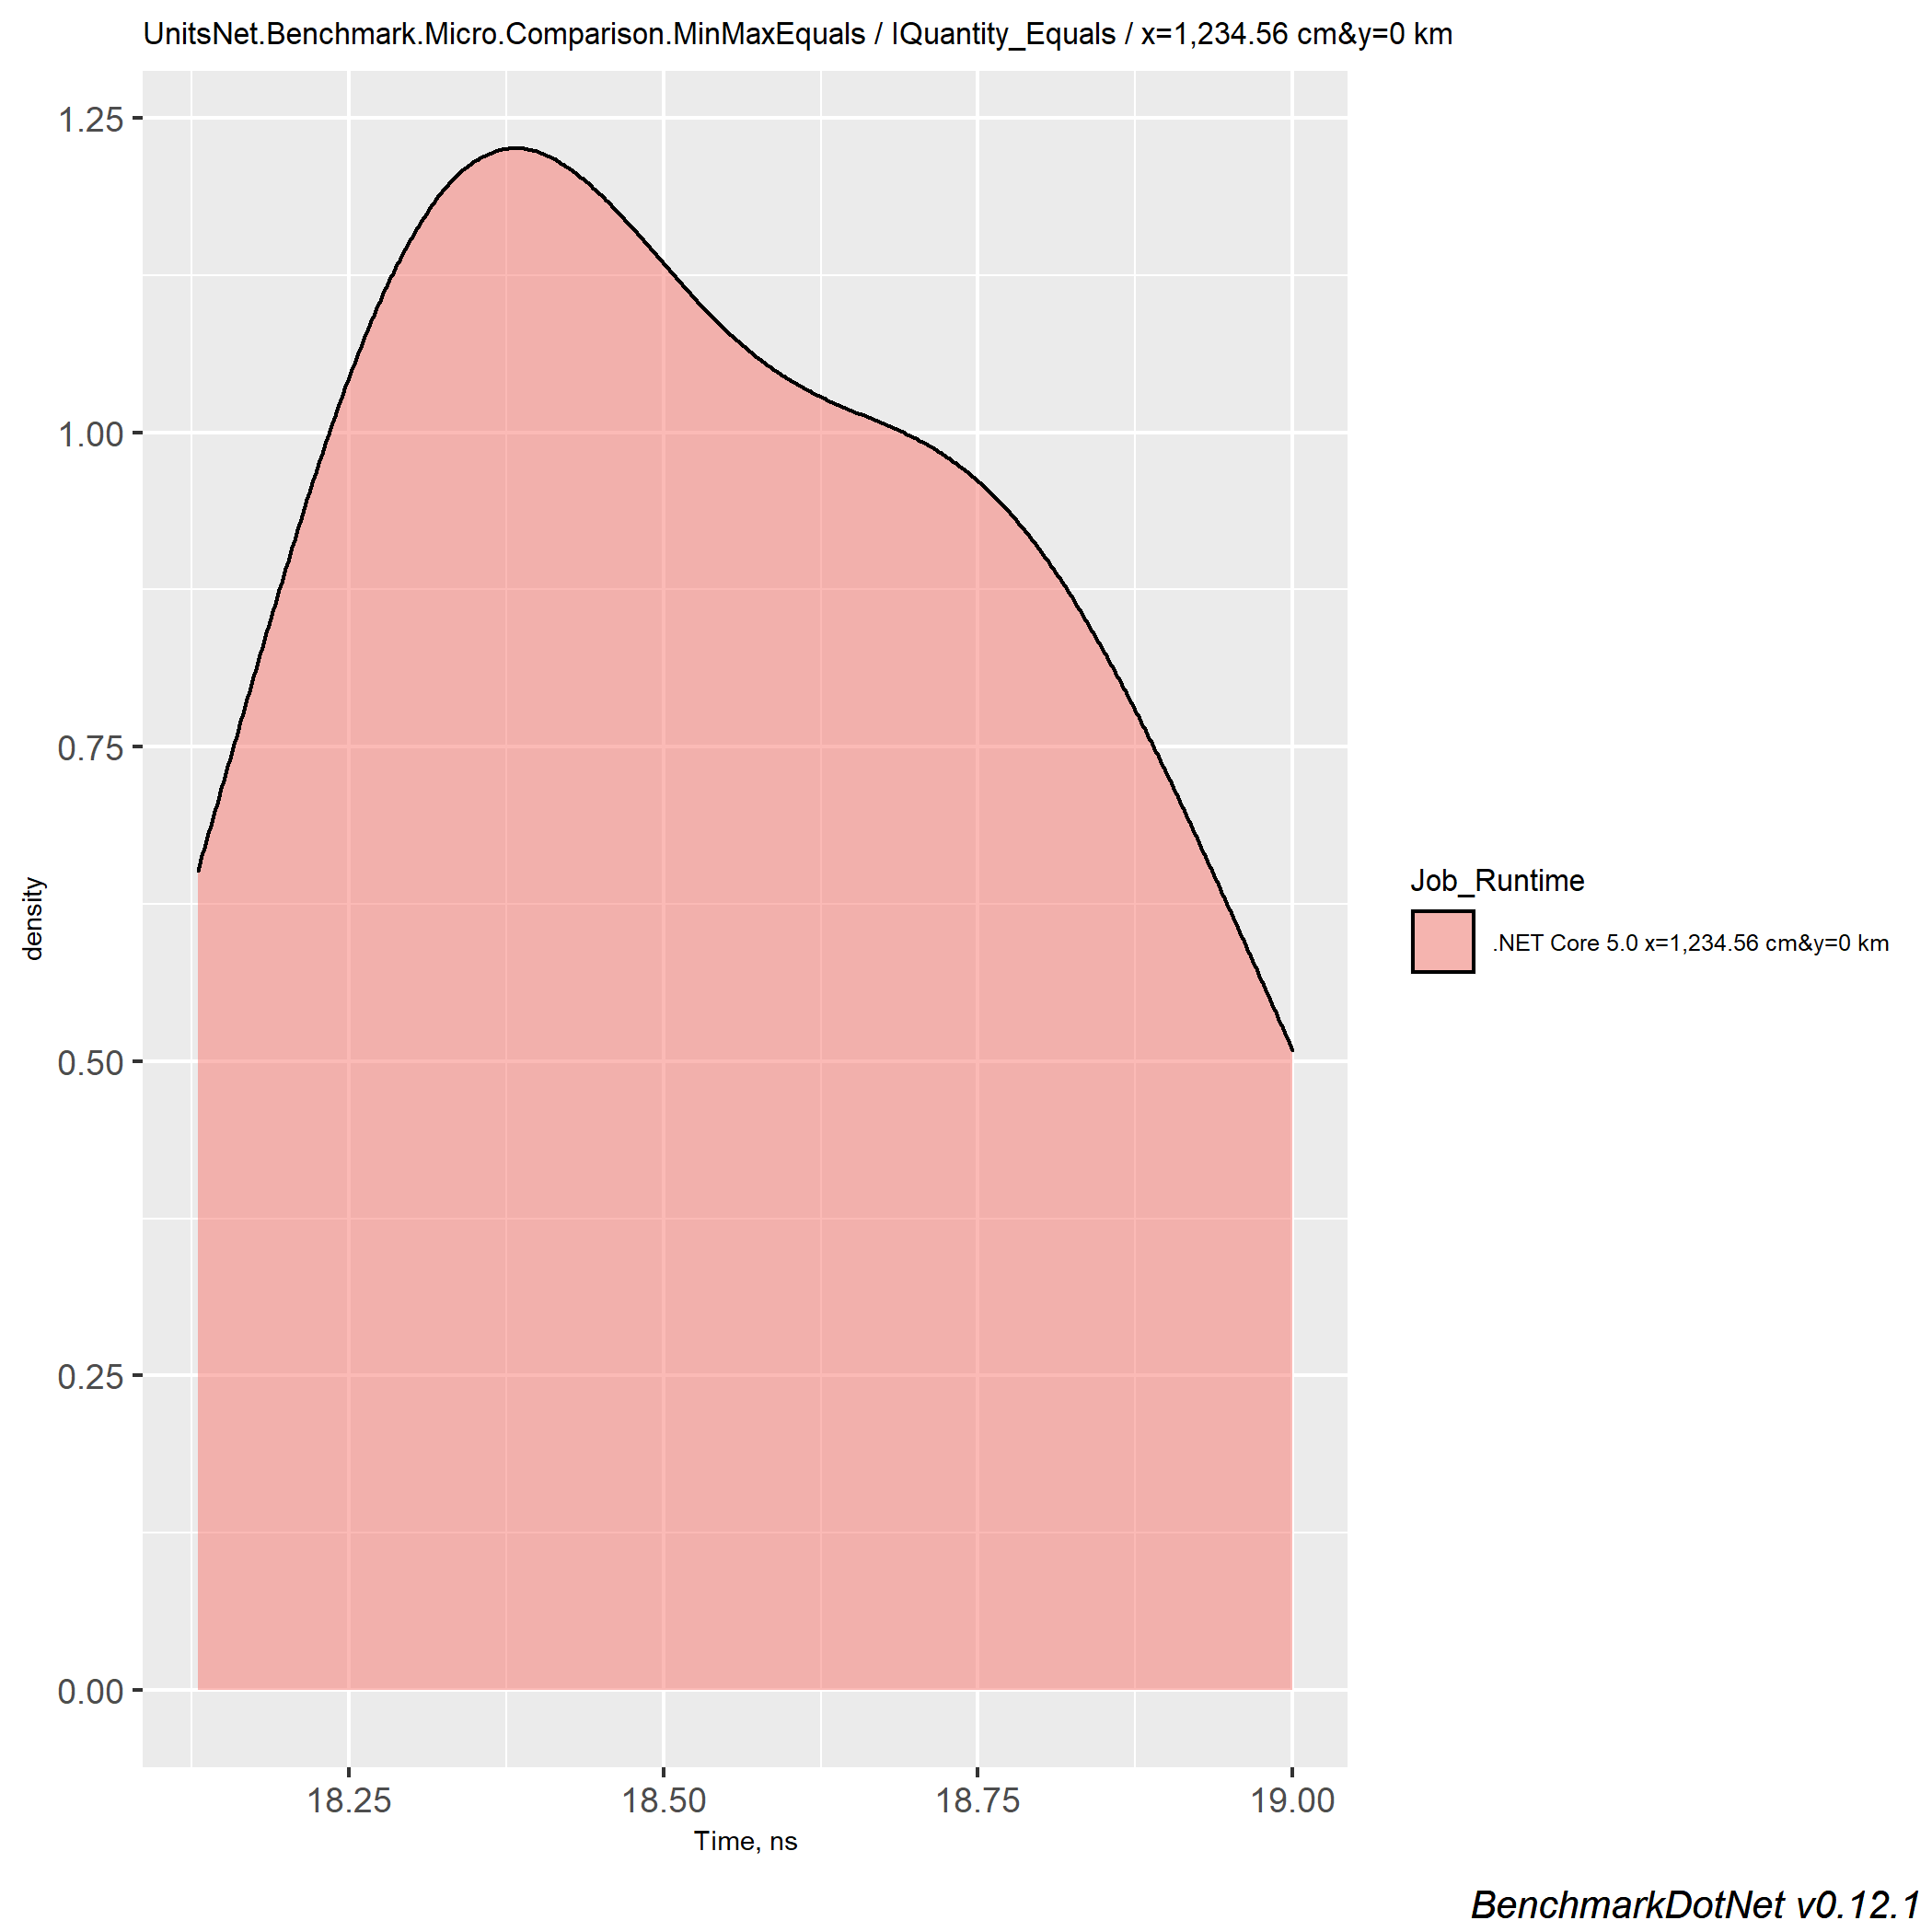 UnitsNet.Benchmark.Micro.Comparison.MinMaxEquals / IQuantity_Equals / x=1,234.56 cm&y=0 km
1.25
1.00
0.75
0.50
0.25
0.00
density
18.25 18.50 18.75 19.00
Time, ns
Job_Runtime
.NET Core 5.0 x=1,234.56 cm&y=0 km
BenchmarkDotNet v0.12.1